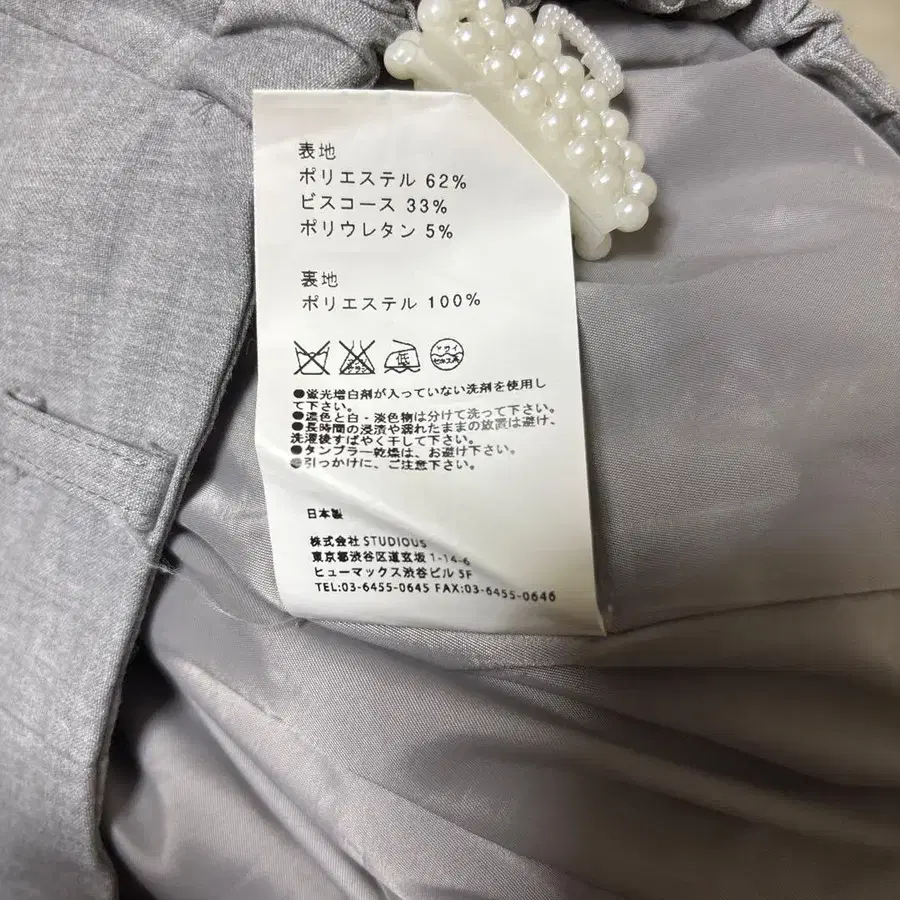 表地
ポリエステル 62%
ビスコース 33%
ポリウレタン 5%
裏地
ポリエステル 100%
低
●蛍光増白剤が入っていない洗剤を使用し
て下さい。
●濃色と白・淡色物は分けて洗って下さい。
●長時間の浸漬や濡れたままの放置は避け、
洗濯後すばやく干して下さい。
●タンブラー乾燥は、お避け下さい。
●引っかけに、ご注意下さい。
日本製
株式会社 STUDIOUS
東京都渋谷区道玄坂 1-14-6
ヒューマックス渋谷ビル 5F
TEL:03-6455-0645 FAX:03-6455-0646